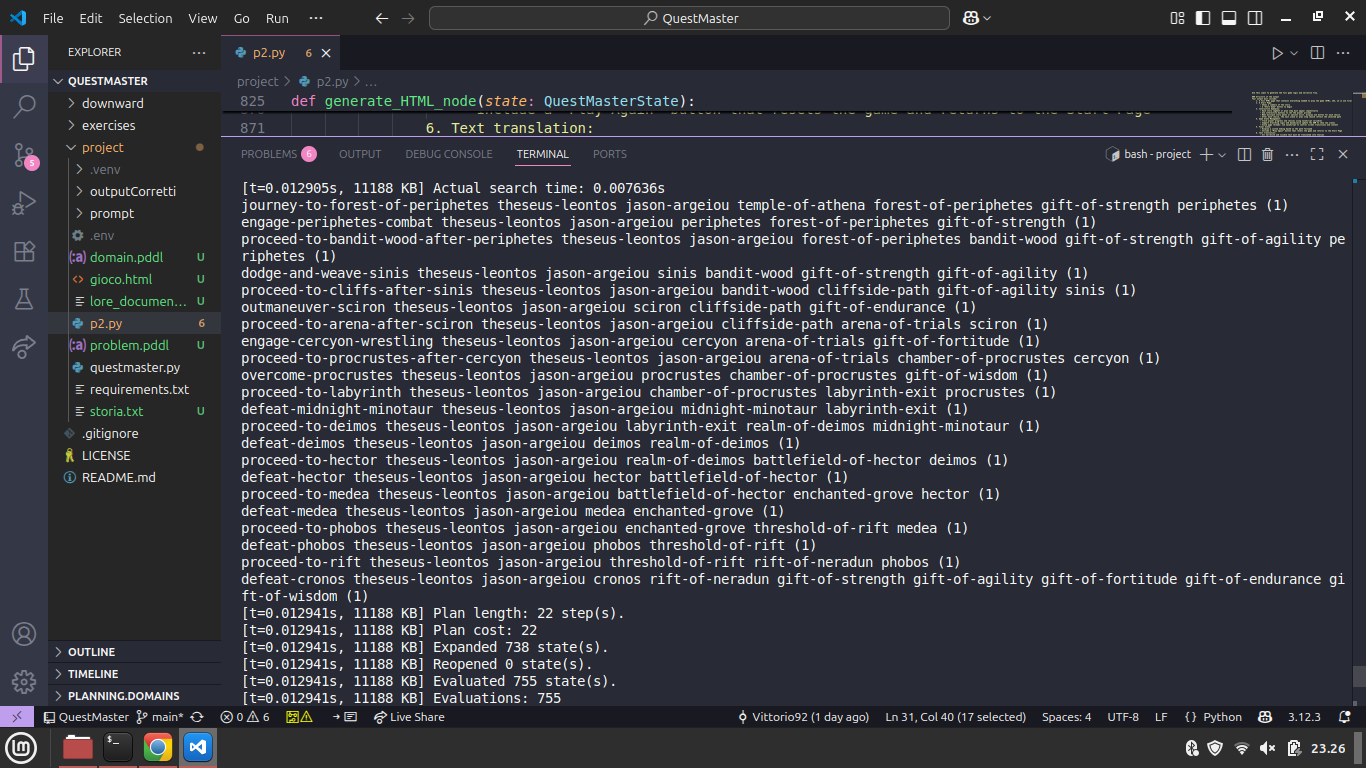 File Edit Selection View Go Run ··· QuestMaster
EXPLORER ···
QUESTMASTER
downward
exercises
project
.venv
outputCorretti
prompt
.env
domain.pddl U
gioco.html U
lore_documen... U
p2.py 6
problem.pddl U
questmaster.py
requirements.txt
storia.txt U
.gitignore
LICENSE
README.md
OUTLINE
TIMELINE
PLANNING.DOMAINS
5
p2.py 6
project > p2.py > ...
825 def generate_HTML_node(state: QuestMasterState):
871 6. Text translation:
PROBLEMS 6 OUTPUT DEBUG CONSOLE TERMINAL PORTS bash - project
[t=0.012905s, 11188 KB] Actual search time: 0.007636s
journey-to-forest-of-periphetes theseus-leontos jason-argeiou temple-of-athena forest-of-periphetes gift-of-strength periphetes (1)
engage-periphetes-combat theseus-leontos jason-argeiou periphetes forest-of-periphetes gift-of-strength (1)
proceed-to-bandit-wood-after-periphetes theseus-leontos jason-argeiou forest-of-periphetes bandit-wood gift-of-strength gift-of-agility pe
riphetes (1)
dodge-and-weave-sinis theseus-leontos jason-argeiou sinis bandit-wood gift-of-strength gift-of-agility (1)
proceed-to-cliffs-after-sinis theseus-leontos jason-argeiou bandit-wood cliffside-path gift-of-agility sinis (1)
outmaneuver-sciron theseus-leontos jason-argeiou sciron cliffside-path gift-of-endurance (1)
proceed-to-arena-after-sciron theseus-leontos jason-argeiou cliffside-path arena-of-trials sciron (1)
engage-cercyon-wrestling theseus-leontos jason-argeiou cercyon arena-of-trials gift-of-fortitude (1)
proceed-to-procrustes-after-cercyon theseus-leontos jason-argeiou arena-of-trials chamber-of-procrustes cercyon (1)
overcome-procrustes theseus-leontos jason-argeiou procrustes chamber-of-procrustes gift-of-wisdom (1)
proceed-to-labyrinth theseus-leontos jason-argeiou chamber-of-procrustes labyrinth-exit procrustes (1)
defeat-midnight-minotaur theseus-leontos jason-argeiou midnight-minotaur labyrinth-exit (1)
proceed-to-deimos theseus-leontos jason-argeiou labyrinth-exit realm-of-deimos midnight-minotaur (1)
defeat-deimos theseus-leontos jason-argeiou deimos realm-of-deimos (1)
proceed-to-hector theseus-leontos jason-argeiou realm-of-deimos battlefield-of-hector deimos (1)
defeat-hector theseus-leontos jason-argeiou hector battlefield-of-hector (1)
proceed-to-medea theseus-leontos jason-argeiou battlefield-of-hector enchanted-grove hector (1)
defeat-medea theseus-leontos jason-argeiou medea enchanted-grove (1)
proceed-to-phobos theseus-leontos jason-argeiou enchanted-grove threshold-of-rift medea (1)
defeat-phobos theseus-leontos jason-argeiou phobos threshold-of-rift (1)
proceed-to-rift theseus-leontos jason-argeiou threshold-of-rift rift-of-neradun phobos (1)
defeat-cronos theseus-leontos jason-argeiou cronos rift-of-neradun gift-of-strength gift-of-agility gift-of-fortitude gift-of-endurance gi
ft-of-wisdom (1)
[t=0.012941s, 11188 KB] Plan length: 22 step(s).
[t=0.012941s, 11188 KB] Plan cost: 22
[t=0.012941s, 11188 KB] Expanded 738 state(s).
[t=0.012941s, 11188 KB] Reopened 0 state(s).
[t=0.012941s, 11188 KB] Evaluated 755 state(s).
[t=0.012941s, 11188 KB] Evaluations: 755
QuestMaster main* 0 6 Live Share Vittorio92 (1 day ago) Ln 31, Col 40 (17 selected) Spaces: 4 UTF-8 LF {} Python 3.12.3
23.26